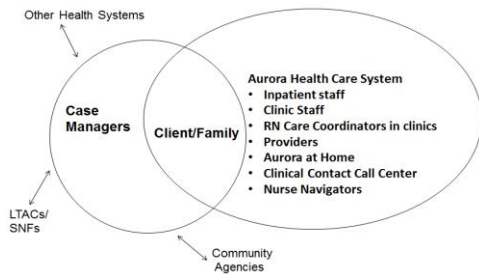 Other Health Systems
Case
Managers
Client/Family
Aurora Health Care System
• Inpatient staff
• Clinic Staff
• RN Care Coordinators in clinics
• Providers
• Aurora at Home
• Clinical Contact Call Center
• Nurse Navigators
LTACs/
SNFs
Community
Agencies